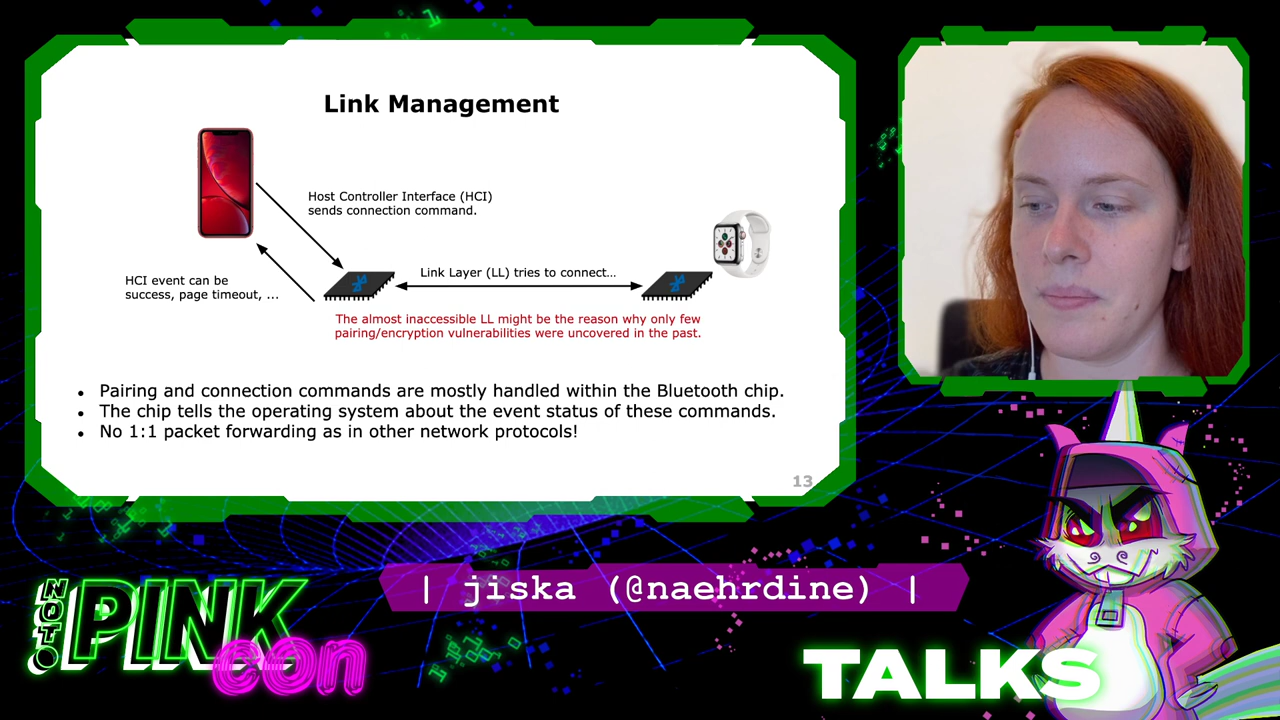 Link Management
Host Controller Interface (HCI)
sends connection command.
HCI event can be
success, page timeout, ...
Link Layer (LL) tries to connect...
The almost inaccessible LL might be the reason why only few
pairing/encryption vulnerabilities were uncovered in the past.
• Pairing and connection commands are mostly handled within the Bluetooth chip.
• The chip tells the operating system about the event status of these commands.
• No 1:1 packet forwarding as in other network protocols!
13
NOT
PINK
con
| jiska (@naehrdine) |
TALKS